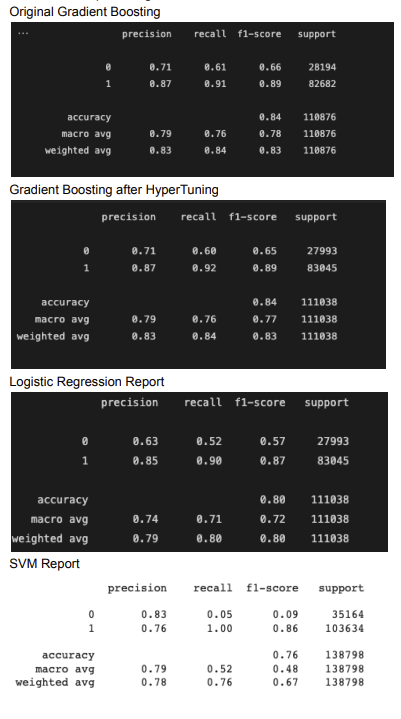 Original Gradient Boosting
...
precision recall f1-score support
0 0.71 0.61 0.66 28194
1 0.87 0.91 0.89 82682
accuracy 0.84 110876
macro avg 0.79 0.76 0.78 110876
weighted avg 0.83 0.84 0.83 110876
Gradient Boosting after HyperTuning
precision recall f1-score support
0 0.71 0.60 0.65 27993
1 0.87 0.92 0.89 83045
accuracy 0.84 111038
macro avg 0.79 0.76 0.77 111038
weighted avg 0.83 0.84 0.83 111038
Logistic Regression Report
precision recall f1-score support
0 0.63 0.52 0.57 27993
1 0.85 0.90 0.87 83045
accuracy 0.80 111038
macro avg 0.74 0.71 0.72 111038
weighted avg 0.79 0.80 0.80 111038
SVM Report
precision recall f1-score support
0 0.83 0.05 0.09 35164
1 0.76 1.00 0.86 103634
accuracy 0.76 138798
macro avg 0.79 0.52 0.48 138798
weighted avg 0.78 0.76 0.67 138798